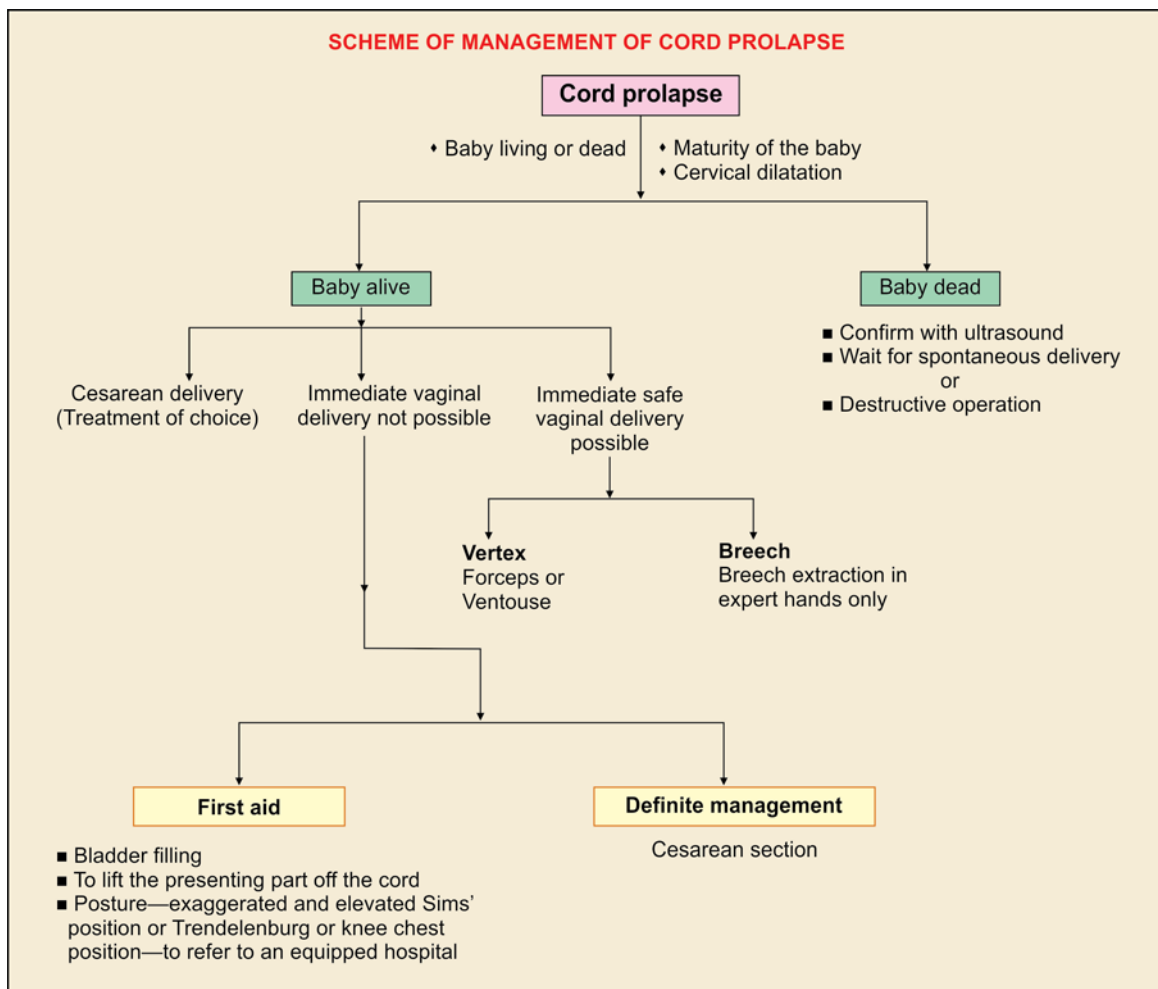 SCHEME OF MANAGEMENT OF CORD PROLAPSE
Cord prolapse
♦ Baby living or dead
♦ Maturity of the baby
♦ Cervical dilatation
Baby alive
Baby dead
■ Confirm with ultrasound
■ Wait for spontaneous delivery
or
■ Destructive operation
Cesarean delivery
(Treatment of choice)
Immediate vaginal
delivery not possible
Immediate safe
vaginal delivery
possible
Vertex
Forceps or
Ventouse
Breech
Breech extraction in
expert hands only
First aid
■ Bladder filling
■ To lift the presenting part off the cord
■ Posture—exaggerated and elevated Sims’
position or Trendelenburg or knee chest
position—to refer to an equipped hospital
Definite management
Cesarean section